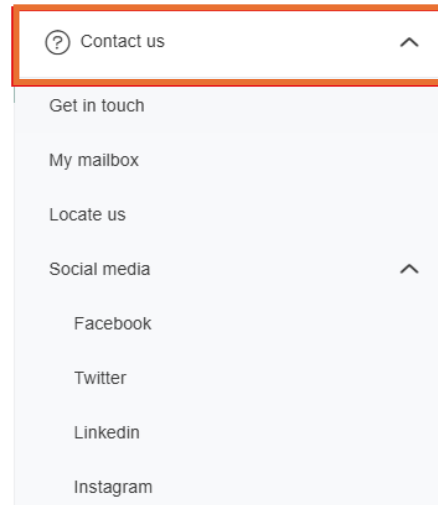 Contact us
Get in touch
My mailbox
Locate us
Social media
Facebook
Twitter
Linkedin
Instagram